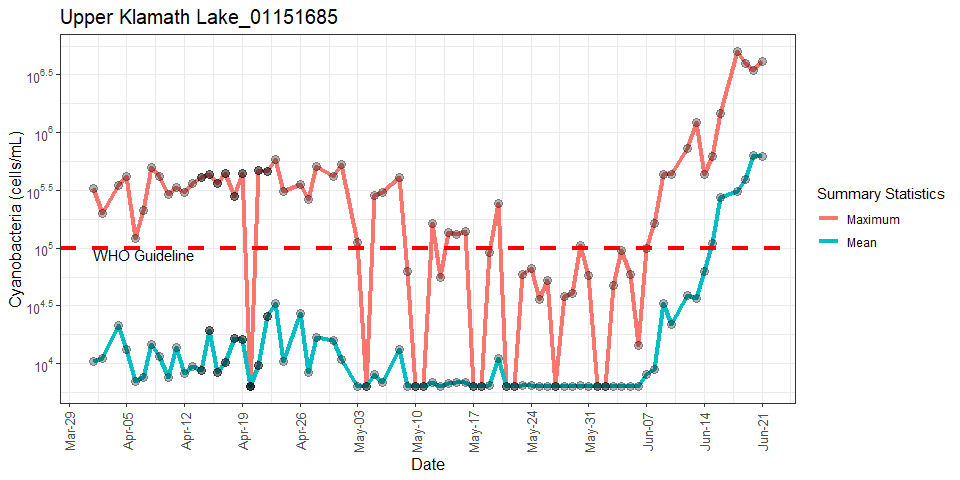 Upper Klamath Lake_01151685
Cyanobacteria (cells/mL)
10^6.5
10^6
10^5.5
10^5
10^4.5
10^4
WHO Guideline
Mar-29
Apr-05
Apr-12
Apr-19
Apr-26
May-03
May-10
May-17
May-24
May-31
Jun-07
Jun-14
Jun-21
Date
Summary Statistics
Maximum
Mean